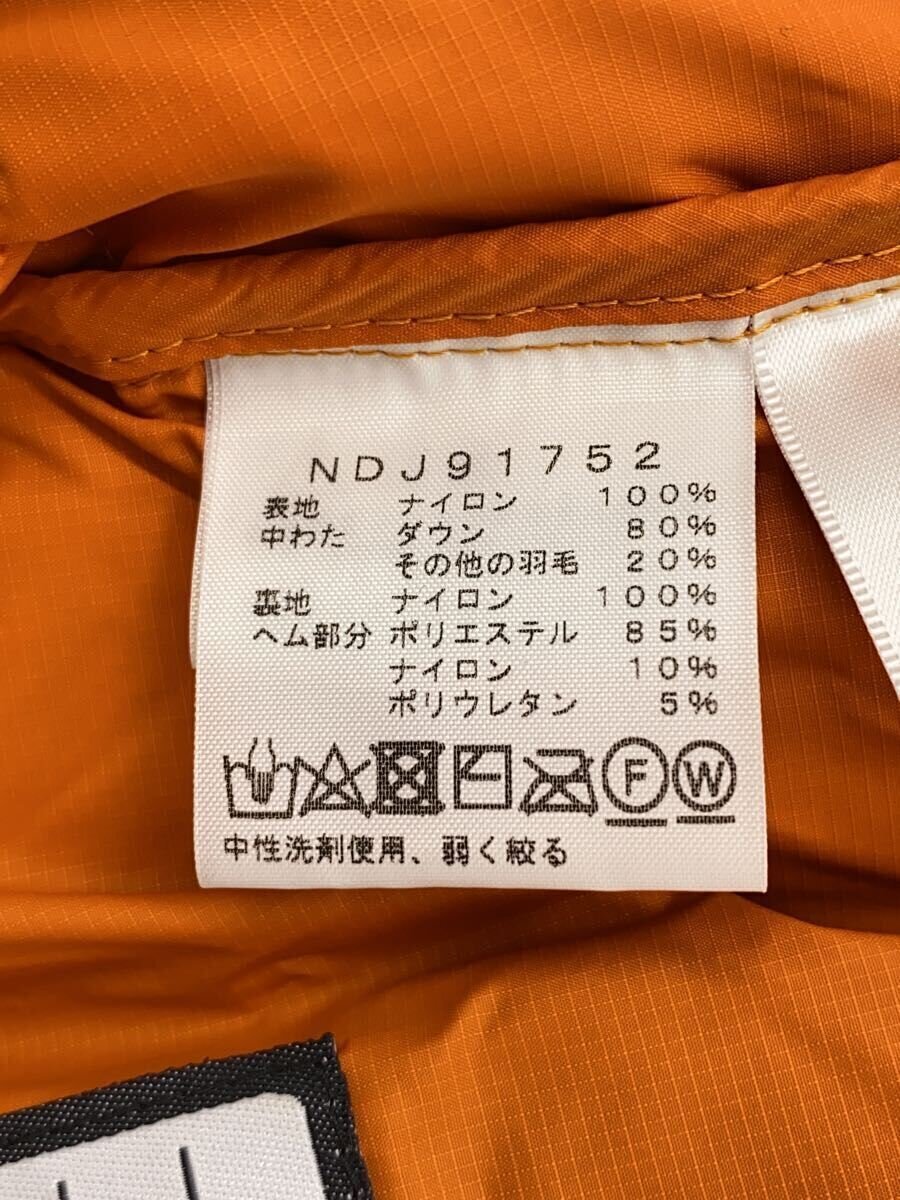 NDJ91752
表地 ナイロン 100%
中わた ダウン 80%
その他の羽毛 20%
裏地 ナイロン 100%
ヘム部分 ポリエステル 85%
ナイロン 10%
ポリウレタン 5%
F W
中性洗剤使用、弱く絞る